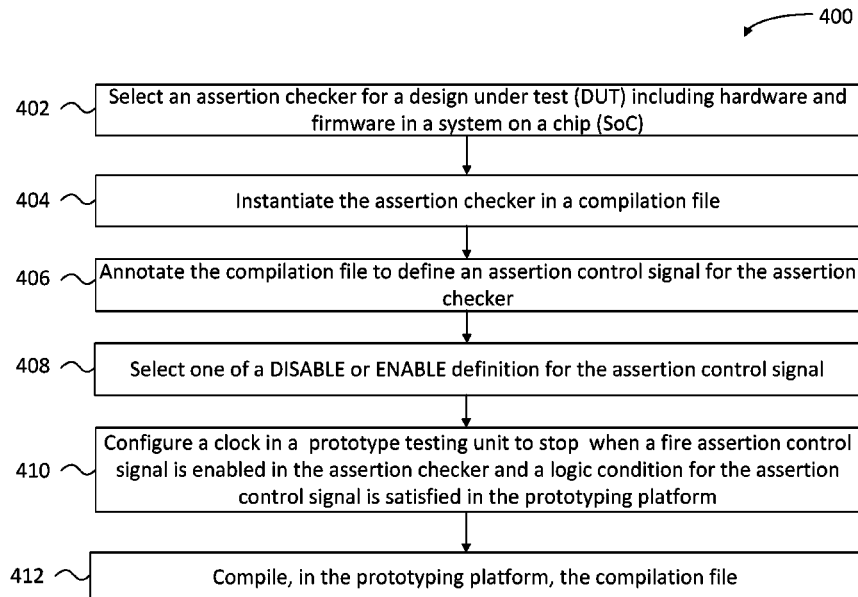 400
402
Select an assertion checker for a design under test (DUT) including hardware and
firmware in a system on a chip (SoC)
404
Instantiate the assertion checker in a compilation file
406
Annotate the compilation file to define an assertion control signal for the assertion
checker
408
Select one of a DISABLE or ENABLE definition for the assertion control signal
410
Configure a clock in a prototype testing unit to stop when a fire assertion control
signal is enabled in the assertion checker and a logic condition for the assertion
control signal is satisfied in the prototyping platform
412
Compile, in the prototyping platform, the compilation file